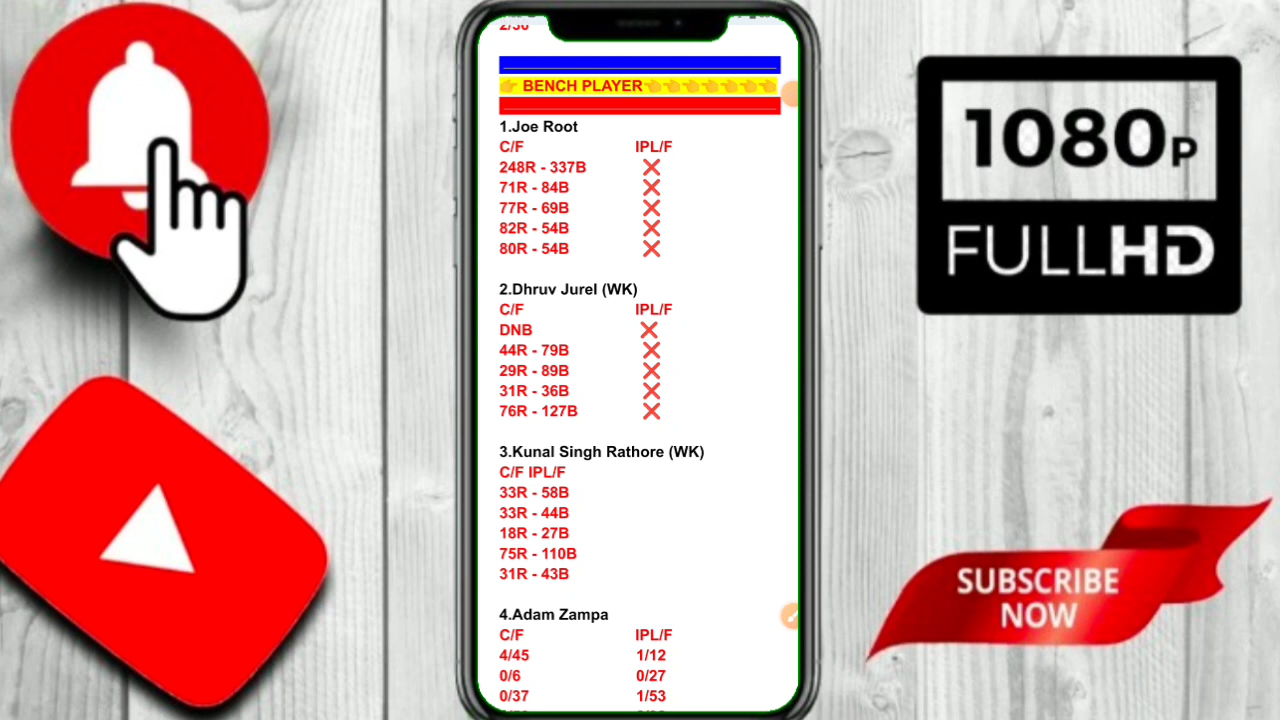 2/36
👉 BENCH PLAYER👈👈👈👈👈👈👈
1.Joe Root
C/F IPL/F
248R - 337B ❌
71R - 84B ❌
77R - 69B ❌
82R - 54B ❌
80R - 54B ❌
2.Dhruv Jurel (WK)
C/F IPL/F
DNB ❌
44R - 79B ❌
29R - 89B ❌
31R - 36B ❌
76R - 127B ❌
3.Kunal Singh Rathore (WK)
C/F IPL/F
33R - 58B
33R - 44B
18R - 27B
75R - 110B
31R - 43B
4.Adam Zampa
C/F IPL/F
4/45 1/12
0/6 0/27
0/37 1/53
1080P
FULLHD
SUBSCRIBE
NOW